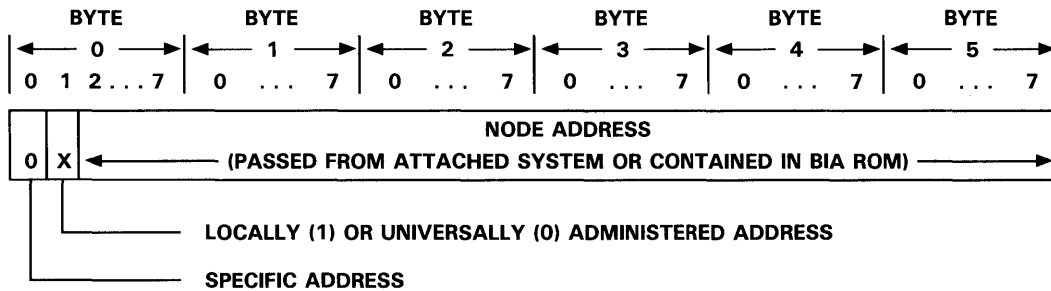 BYTE BYTE BYTE BYTE BYTE BYTE
0 1 2 3 4 5
0 1 2 . . . 7 0 . . . 7 0 . . . 7 0 . . . 7 0 . . . 7 0 . . . 7
NODE ADDRESS
0 X (PASSED FROM ATTACHED SYSTEM OR CONTAINED IN BIA ROM)
LOCALLY (1) OR UNIVERSALLY (0) ADMINISTERED ADDRESS
SPECIFIC ADDRESS